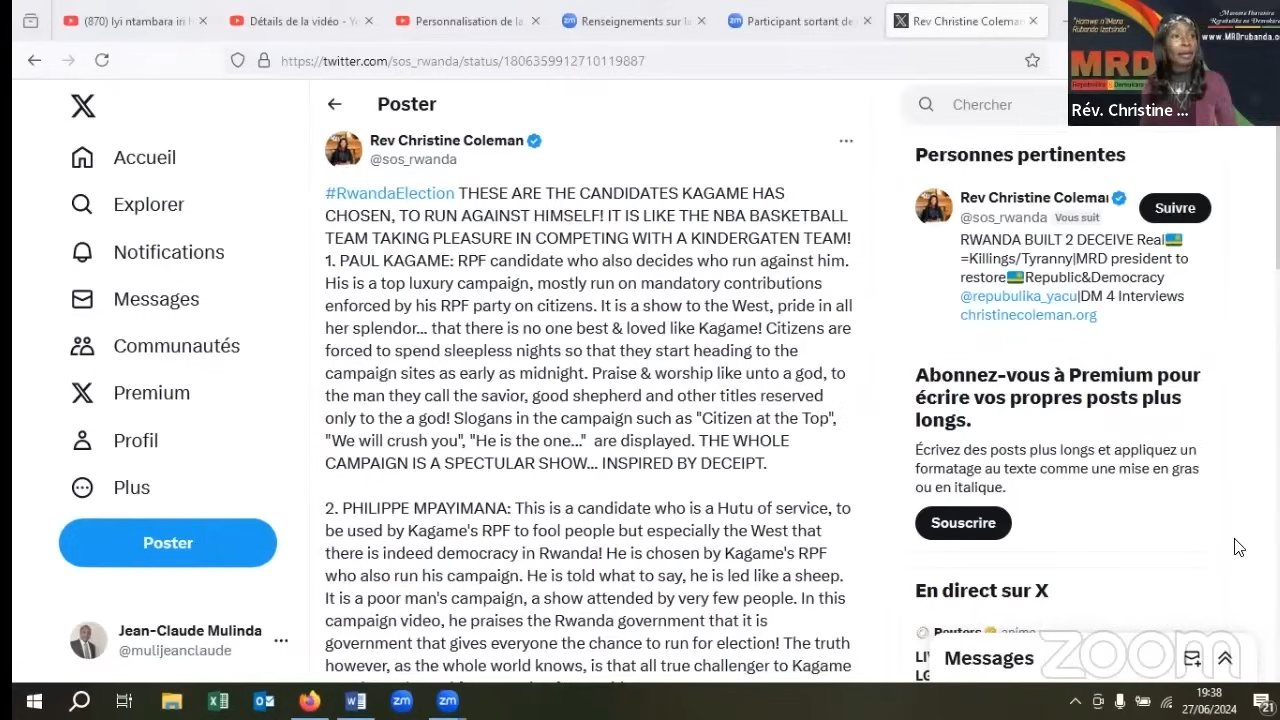 (870) lyi ntambara in h
Détails de la vidéo - Yo
Personnalisation de la
Renseignements sur la
Participant sortant de
Rev Christine Coleman
https://twitter.com/sos_rwanda/status/1806359912710119887
"Hamwe n'Imana
Rubanda Izatsinda"
www.MRDrubanda.o
MRD
Rév. Christine ...
Accueil
Explorer
Notifications
Messages
Communautés
Premium
Profil
Plus
Poster
Jean-Claude Mulinda
@mulijeanclaude
Poster
Rev Christine Coleman
@sos_rwanda
#RwandaElection THESE ARE THE CANDIDATES KAGAME HAS
CHOSEN, TO RUN AGAINST HIMSELF! IT IS LIKE THE NBA BASKETBALL
TEAM TAKING PLEASURE IN COMPETING WITH A KINDERGATEN TEAM!
1. PAUL KAGAME: RPF candidate who also decides who run against him.
His is a top luxury campaign, mostly run on mandatory contributions
enforced by his RPF party on citizens. It is a show to the West, pride in all
her splendor... that there is no one best & loved like Kagame! Citizens are
forced to spend sleepless nights so that they start heading to the
campaign sites as early as midnight. Praise & worship like unto a god, to
the man they call the savior, good shepherd and other titles reserved
only to the a god! Slogans in the campaign such as "Citizen at the Top",
"We will crush you", "He is the one..." are displayed. THE WHOLE
CAMPAIGN IS A SPECTULAR SHOW... INSPIRED BY DECEIPT.
2. PHILIPPE MPAYIMANA: This is a candidate who is a Hutu of service, to
be used by Kagame's RPF to fool people but especially the West that
there is indeed democracy in Rwanda! He is chosen by Kagame's RPF
who also run his campaign. He is told what to say, he is led like a sheep.
It is a poor man's campaign, a show attended by very few people. In this
campaign video, he praises the Rwanda government that it is
government that gives everyone the chance to run for election! The truth
however, as the whole world knows, is that all true challenger to Kagame
Chercher
Personnes pertinentes
Rev Christine Coleman
@sos_rwanda Vous suit
Suivre
RWANDA BUILT 2 DECEIVE Real
=Killings/Tyranny|MRD president to
restore Republic&Democracy
@repubulika_yacu|DM 4 Interviews
christinecoleman.org
Abonnez-vous à Premium pour
écrire vos propres posts plus
longs.
Écrivez des posts plus longs et appliquez un
formatage au texte comme une mise en gras
ou en italique.
Souscrire
En direct sur X
Reuters
Messages
zoom
19:38
27/06/2024
21